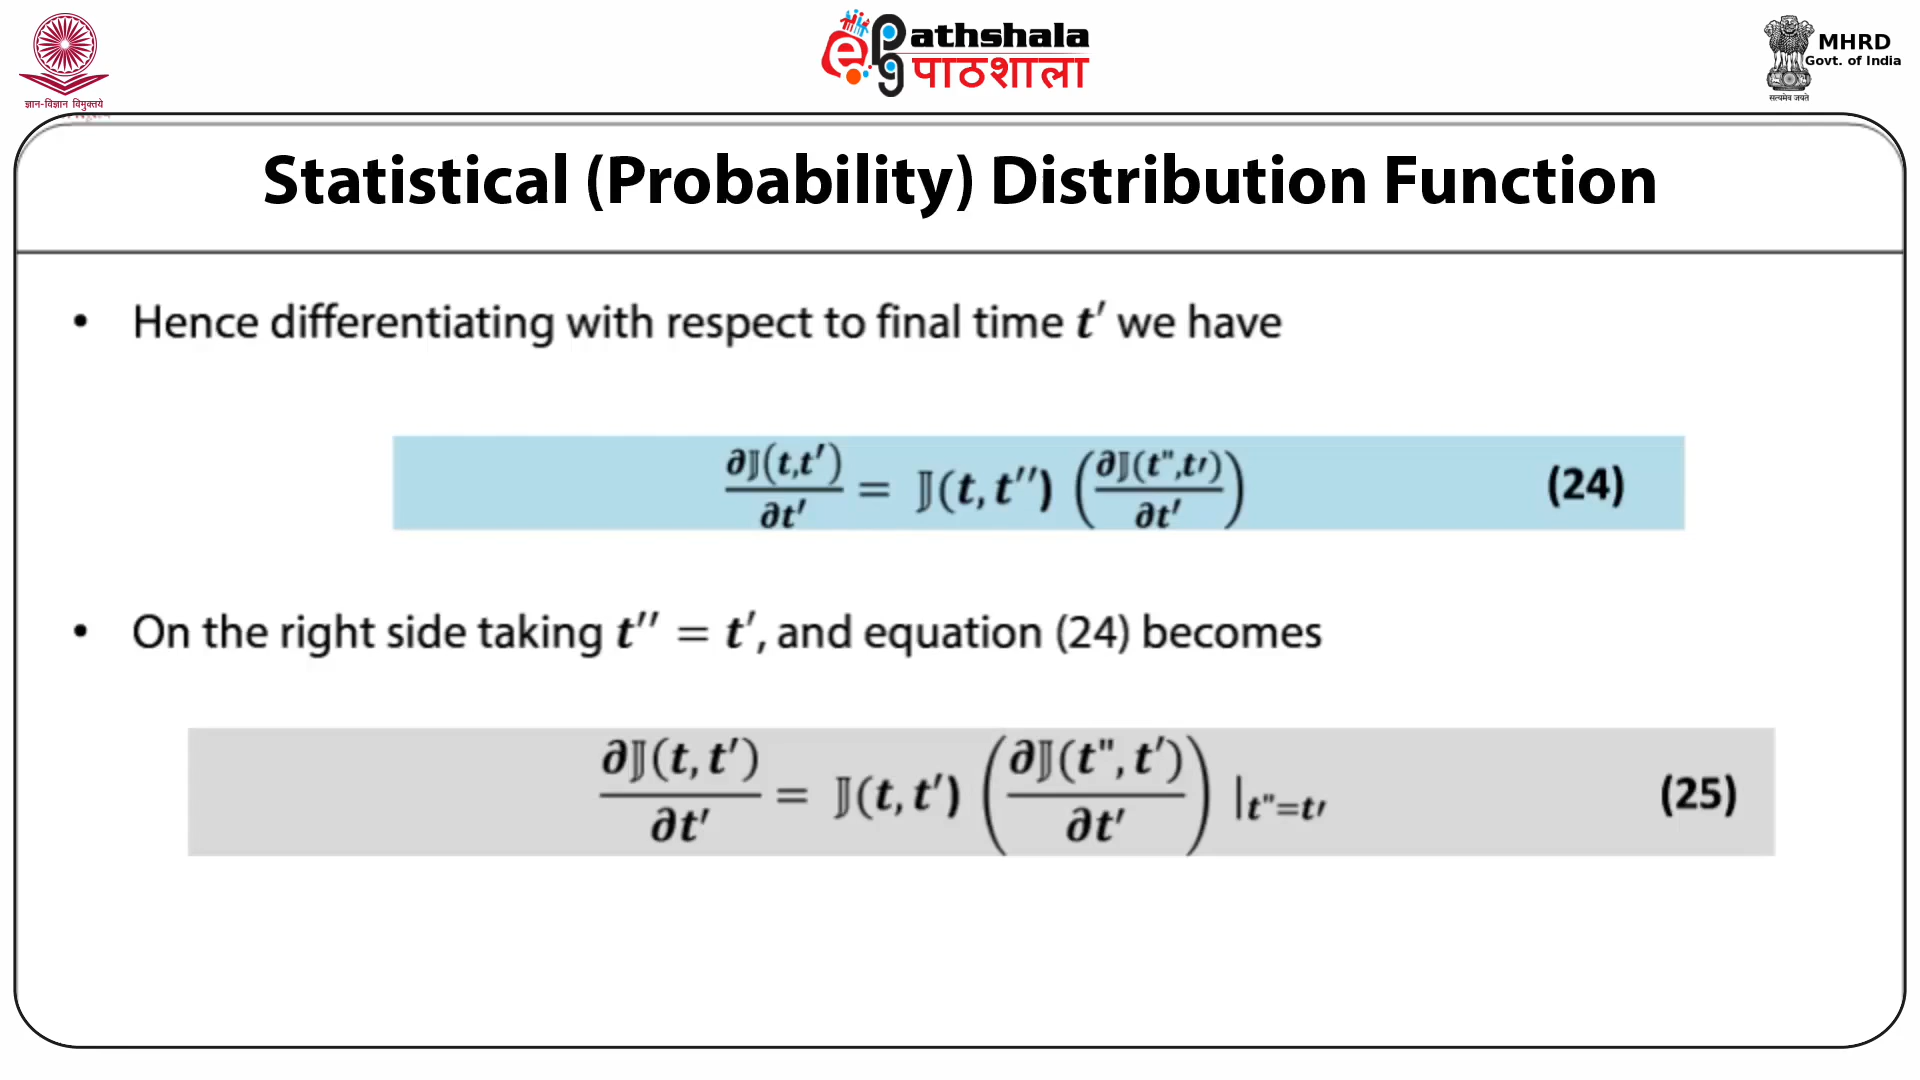 ज्ञान-विज्ञान विमुक्तये
ePathshala
पाठशाला
सत्यमेव जयते
MHRD
Govt. of India
Statistical (Probability) Distribution Function
• Hence differentiating with respect to final time t′ we have
∂𝕁(t,t′)/∂t′ = 𝕁(t, t′′) (∂𝕁(t",t′)/∂t′) (24)
• On the right side taking t′′ = t′, and equation (24) becomes
∂𝕁(t, t′)/∂t′ = 𝕁(t, t′) (∂𝕁(t", t′)/∂t′) |t"=t′ (25)